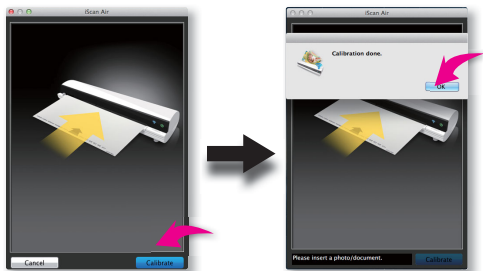 iScan Air
Cancel
Calibrate
iScan Air
Calibration done.
OK
Please insert a photo/document.
Calibrate